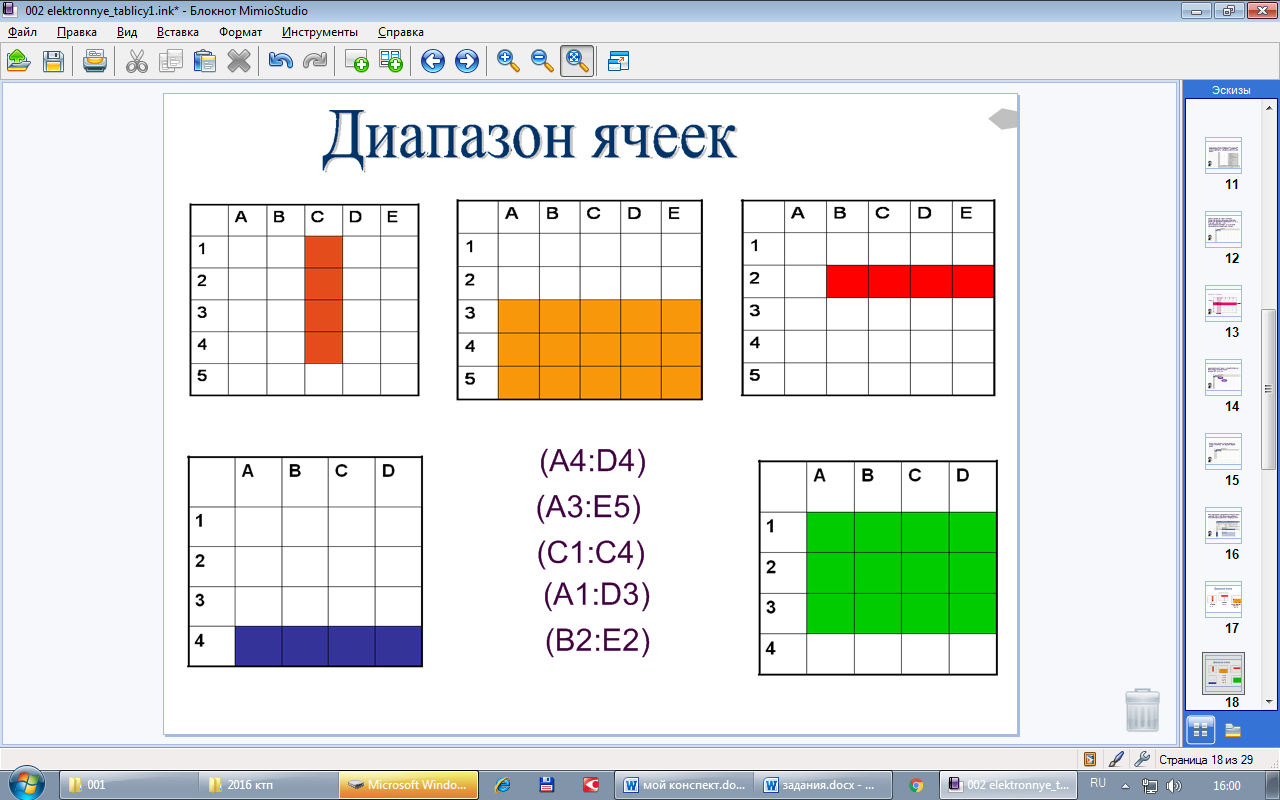 002 elektronnye_tablicy1.ink* - Блокнот MimioStudio
Файл Правка Вид Вставка Формат Инструменты Справка
Эскизы
Диапазон ячеек
A B C D E
1
2
3
4
5
A B C D E
1
2
3
4
5
A B C D E
1
2
3
4
5
A B C D
1
2
3
4
(A4:D4)
(A3:E5)
(C1:C4)
(A1:D3)
(B2:E2)
A B C D
1
2
3
4
11
12
13
14
15
16
17
18
Страница 18 из 29
001
2016 ктп
Microsoft Windo...
мой конспект.do...
задания.docx - ...
002 elektronnye_t...
RU
16:00